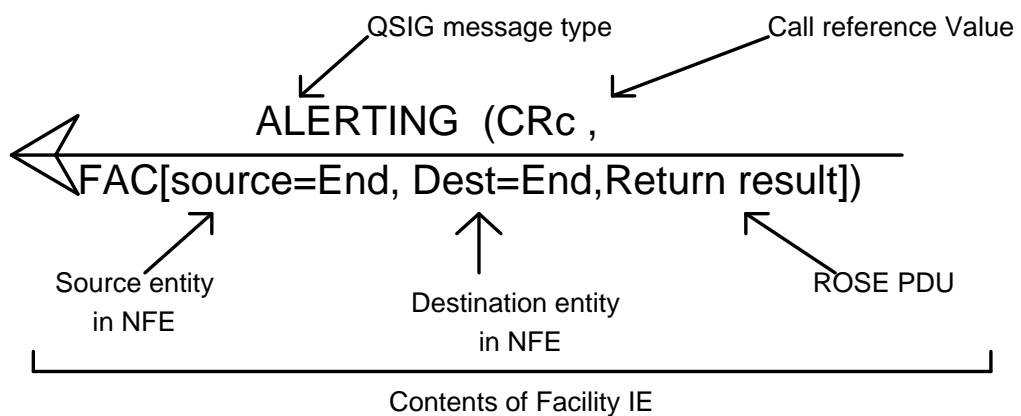 QSIG message type
Call reference Value
ALERTING (CRc ,
FAC[source=End, Dest=End,Return result])
Source entity
in NFE
Destination entity
in NFE
ROSE PDU
Contents of Facility IE